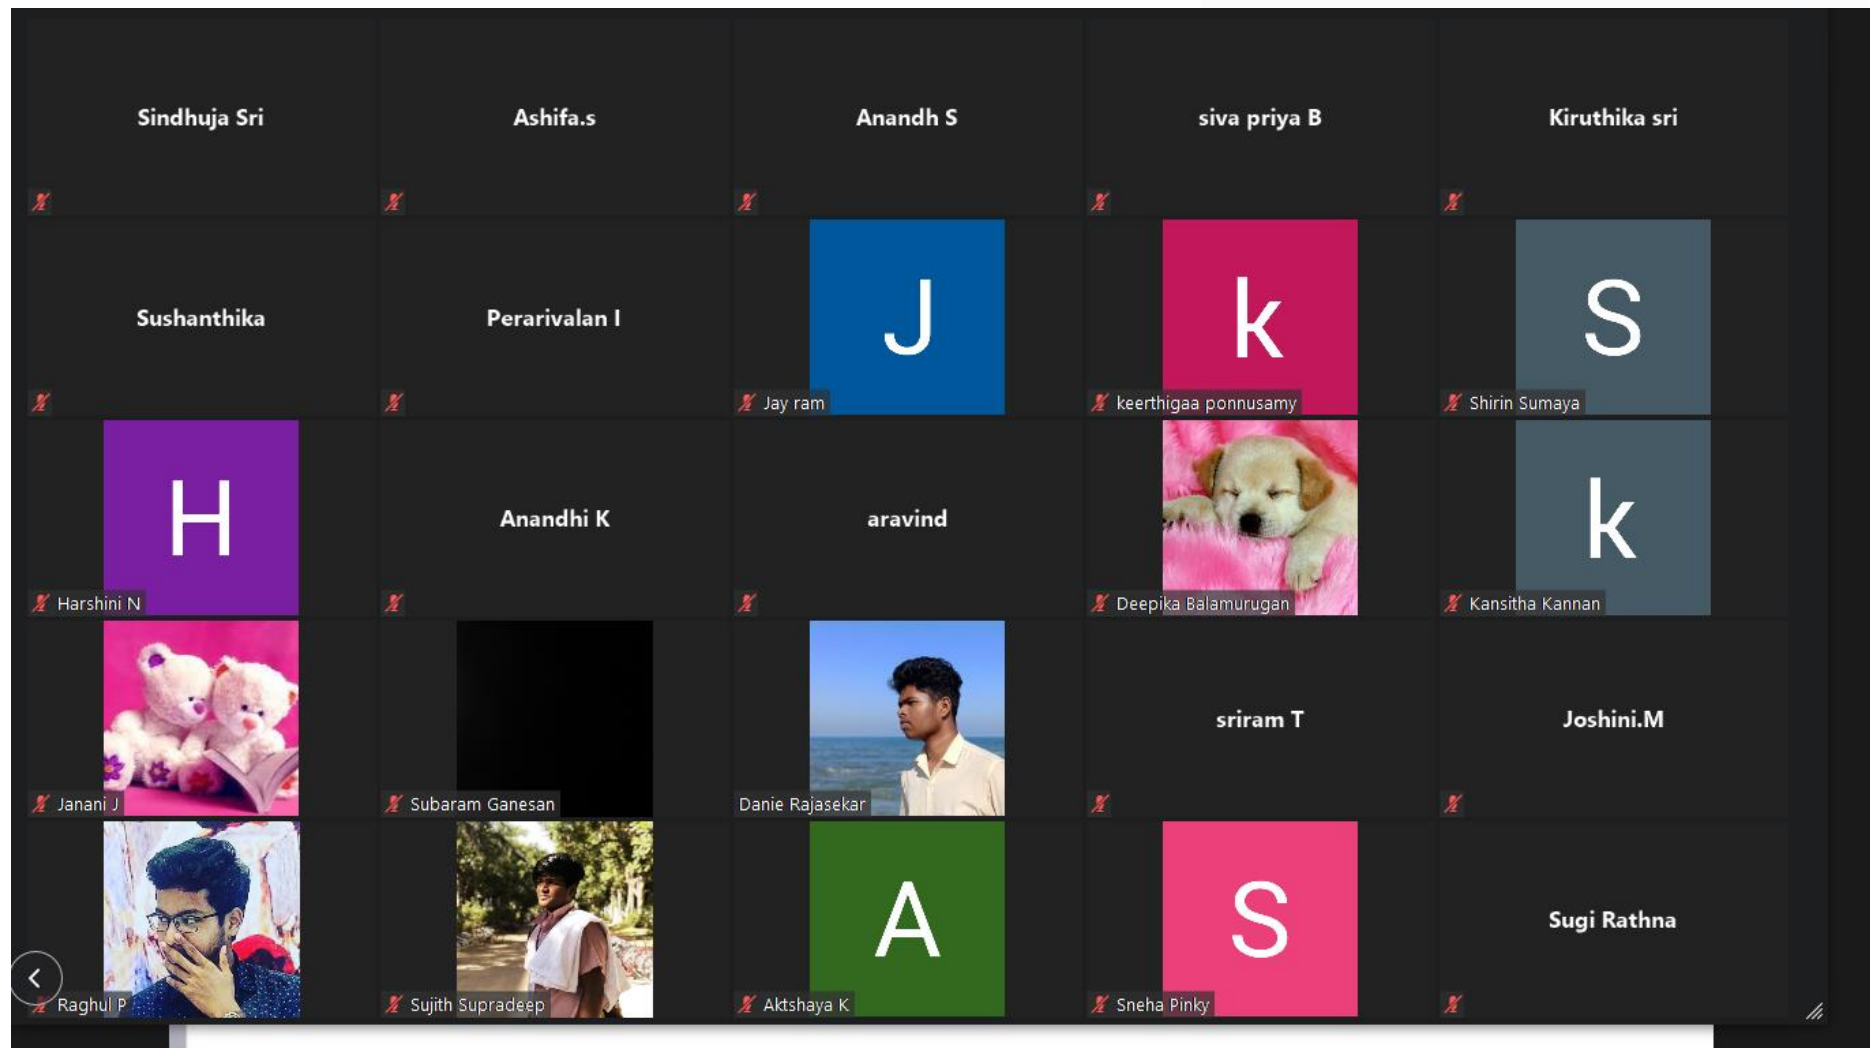 Sindhuja Sri
Ashifa.s
Anandh S
siva priya B
Kiruthika sri
Sushanthika
Perarivalan I
J
Jay ram
k
keerthigaa ponnusamy
S
Shirin Sumaya
H
Harshini N
Anandhi K
aravind
Deepika Balamurugan
k
Kansitha Kannan
Janani J
Subaram Ganesan
Danie Rajasekar
sriram T
Joshini.M
Raghul P
Sujith Supradeep
A
Aktshaya K
S
Sneha Pinky
Sugi Rathna